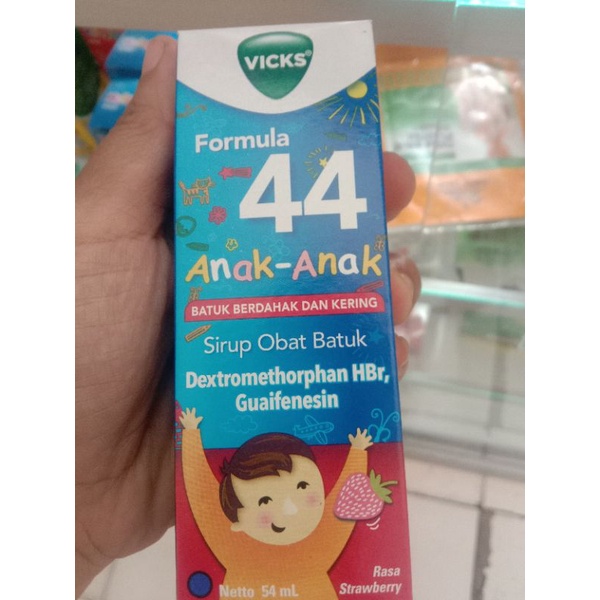 VICKS
Formula
44
Anak-Anak
BATUK BERDAHAK DAN KERING
Sirup Obat Batuk
Dextromethorphan HBr,
Guaifenesin
Netto 54 mL
Rasa
Strawberry